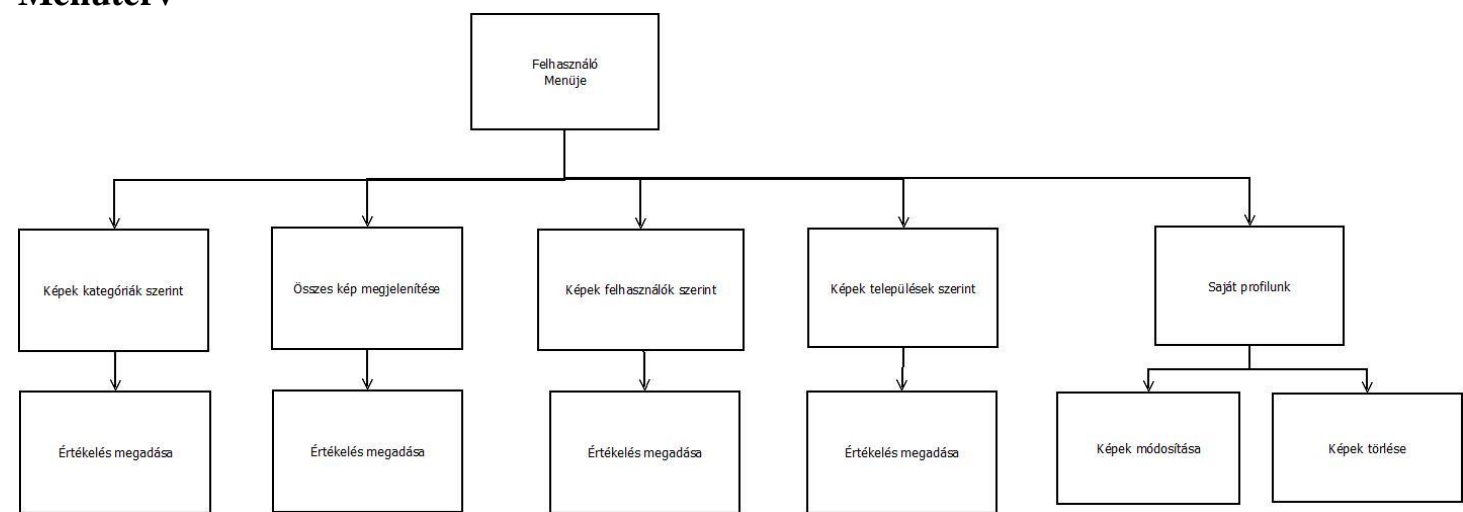 Menüterv
Felhasználó
Menüje
Képek kategóriák szerint
Összes kép megjelenítése
Képek felhasználók szerint
Képek települések szerint
Saját profilunk
Értékelés megadása
Értékelés megadása
Értékelés megadása
Értékelés megadása
Képek módosítása
Képek törlése